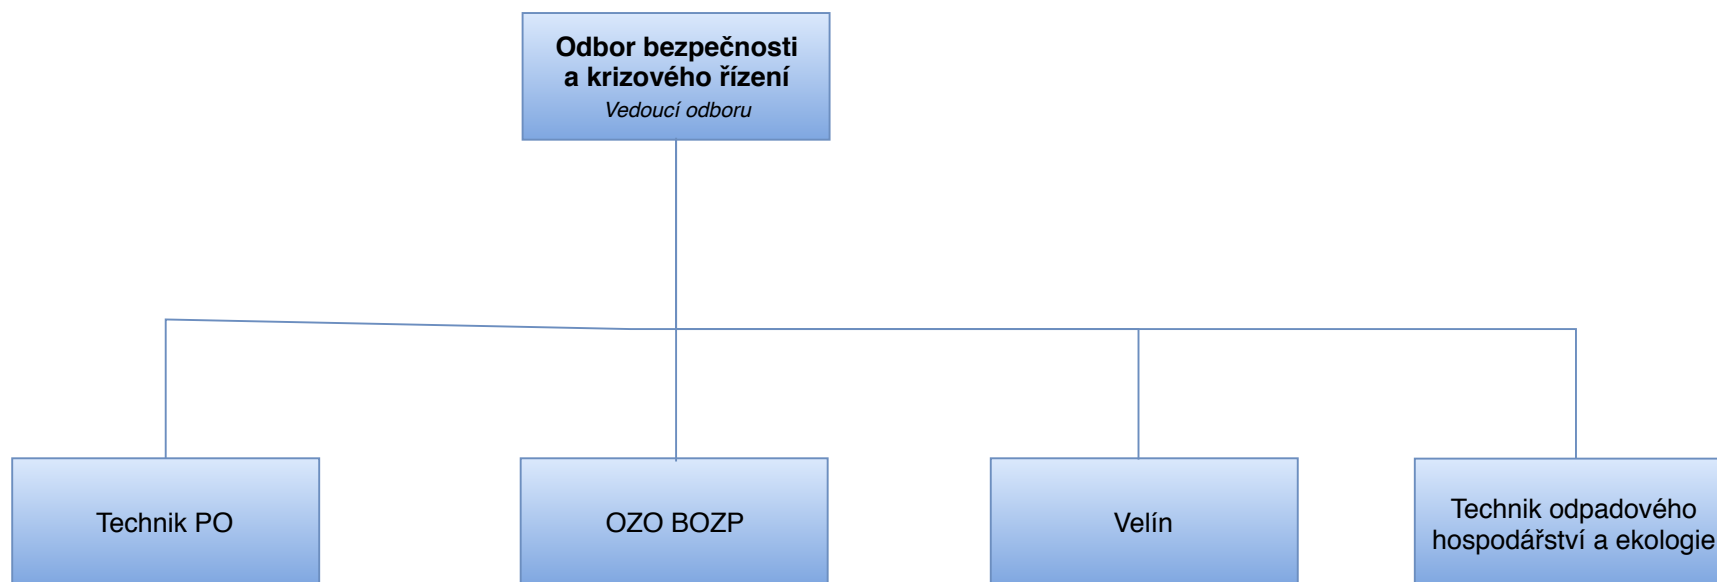 Odbor bezpečnosti
a krizového řízení
Vedoucí odboru
Technik PO
OZO BOZP
Velín
Technik odpadového
hospodářství a ekologie